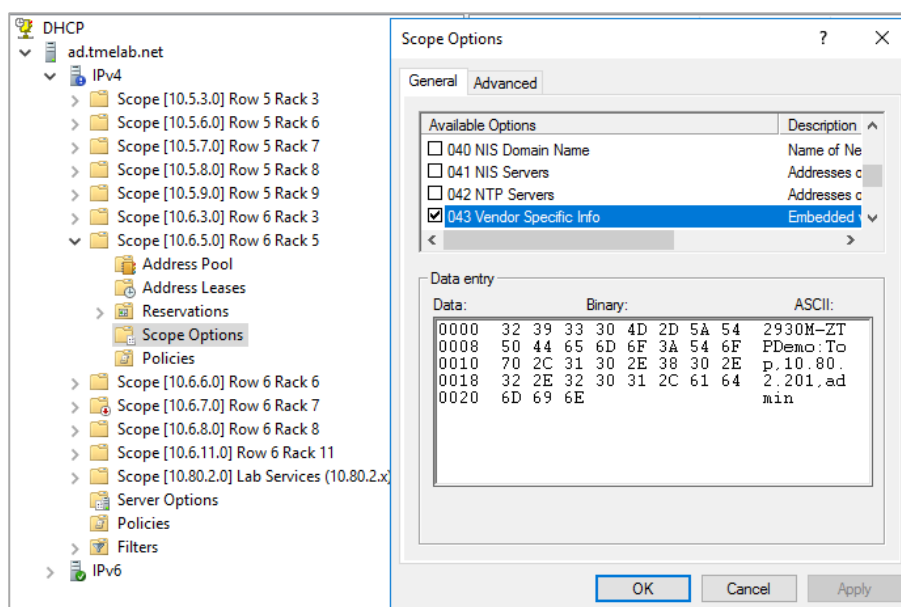 DHCP
ad.tmelab.net
IPv4
Scope [10.5.3.0] Row 5 Rack 3
Scope [10.5.6.0] Row 5 Rack 6
Scope [10.5.7.0] Row 5 Rack 7
Scope [10.5.8.0] Row 5 Rack 8
Scope [10.5.9.0] Row 5 Rack 9
Scope [10.6.3.0] Row 6 Rack 3
Scope [10.6.5.0] Row 6 Rack 5
Address Pool
Address Leases
Reservations
Scope Options
Policies
Scope [10.6.6.0] Row 6 Rack 6
Scope [10.6.7.0] Row 6 Rack 7
Scope [10.6.8.0] Row 6 Rack 8
Scope [10.6.11.0] Row 6 Rack 11
Scope [10.80.2.0] Lab Services (10.80.2.x)
Server Options
Policies
Filters
IPv6
Scope Options ?
General Advanced
Available Options Description
040 NIS Domain Name Name of Ne
041 NIS Servers Addresses o
042 NTP Servers Addresses o
043 Vendor Specific Info Embedded v
Data entry
Data: Binary: ASCII:
0000 32 39 33 30 4D 2D 5A 54 2930M-ZT
0008 50 44 65 6D 6F 3A 54 6F PDemo:To
0010 70 2C 31 30 2E 38 30 2E p,10.80.
0018 32 2E 32 30 31 2C 61 64 2.201,ad
0020 6D 69 6E min
OK Cancel Apply